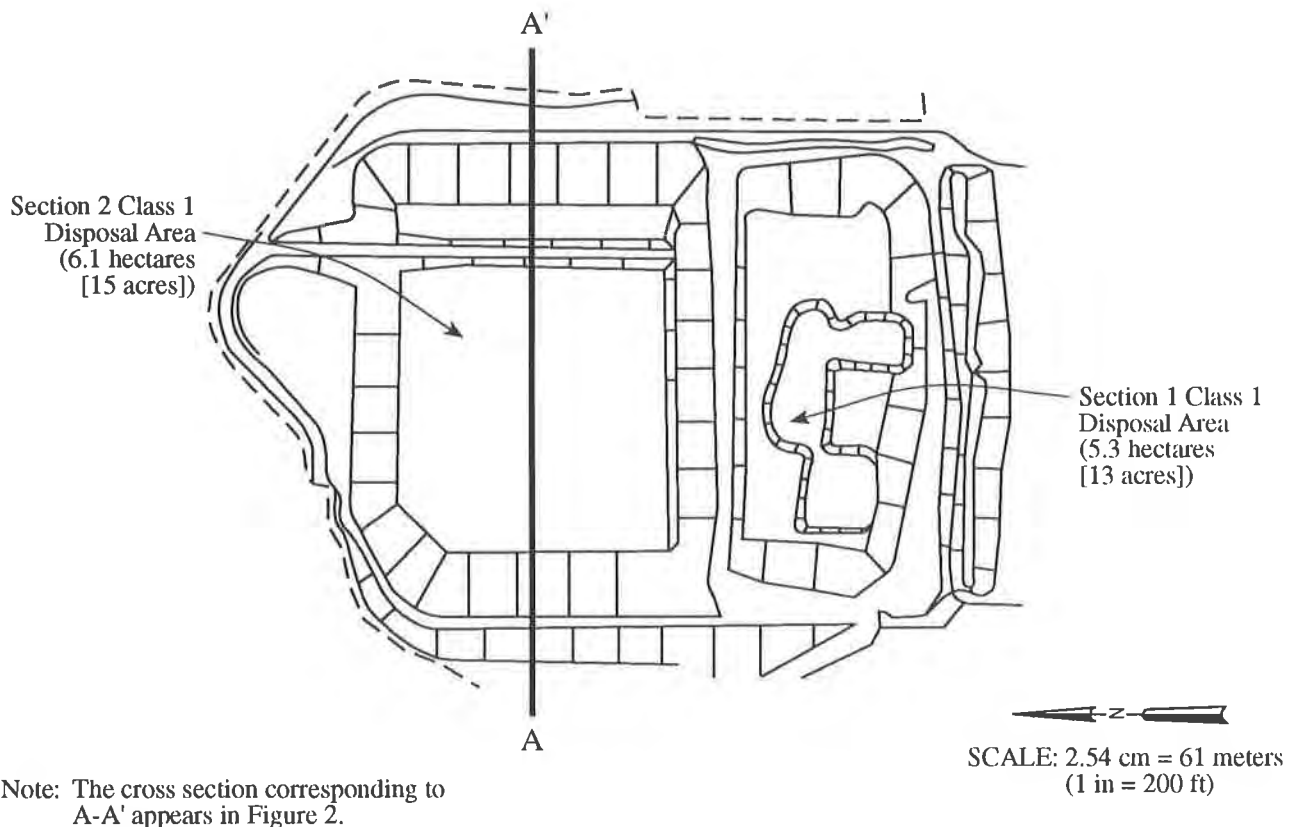 A'
Section 2 Class 1
Disposal Area
(6.1 hectares
[15 acres])
Section 1 Class 1
Disposal Area
(5.3 hectares
[13 acres])
A
N
SCALE: 2.54 cm = 61 meters
(1 in = 200 ft)
Note: The cross section corresponding to
A-A' appears in Figure 2.